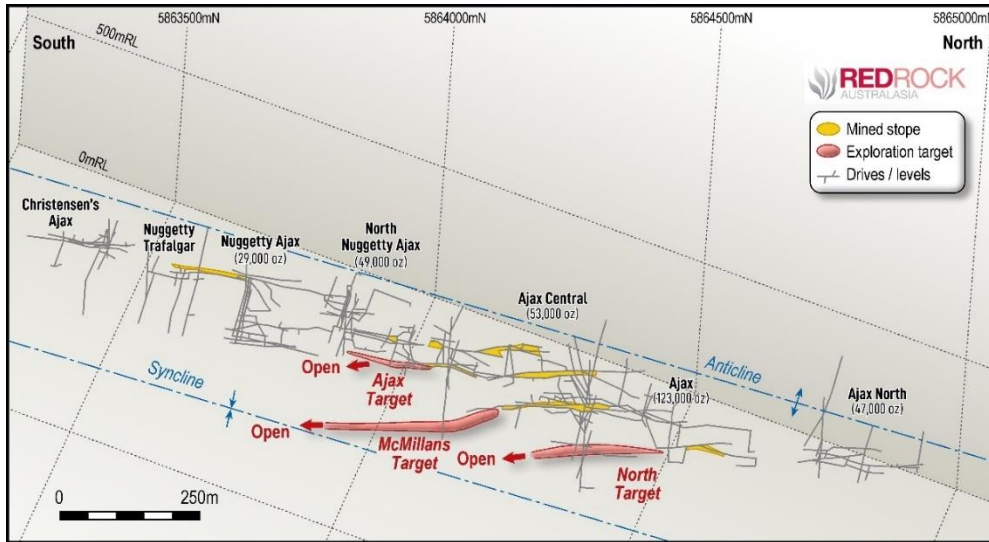 5863500mN
5864000mN
5864500mN
5865000mN
South
500mRL
North
REDROCK
AUSTRALASIA
Mined stope
Exploration target
Drives / levels
0mRL
Christensen's
Ajax
Nuggetty
Trafalgar
Nuggetty Ajax
(29,000 oz)
North
Nuggetty Ajax
(49,000 oz)
Ajax Central
(53,000 oz)
Anticline
Ajax
(123,000 oz)
Ajax North
(47,000 oz)
Open
Ajax
Target
Syncline
Open
McMillans
Target
Open
North
Target
0
250m